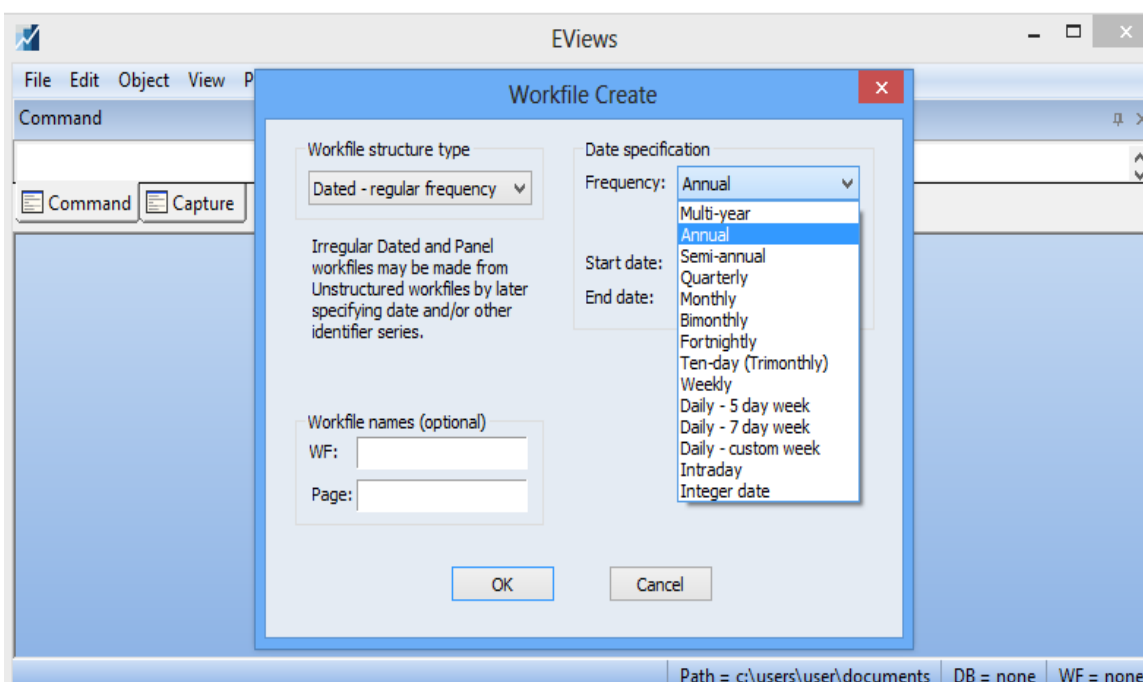 EViews
File Edit Object View P
Command
Command Capture
Workfile Create
Workfile structure type
Dated - regular frequency
Irregular Dated and Panel
workfiles may be made from
Unstructured workfiles by later
specifying date and/or other
identifier series.
Date specification
Frequency: Annual
Multi-year
Annual
Semi-annual
Quarterly
Monthly
Bimonthly
Fortnightly
Ten-day (Trimonthly)
Weekly
Daily - 5 day week
Daily - 7 day week
Daily - custom week
Intraday
Integer date
Start date:
End date:
Workfile names (optional)
WF:
Page:
OK Cancel
Path = c:\users\user\documents DB = none WF = none